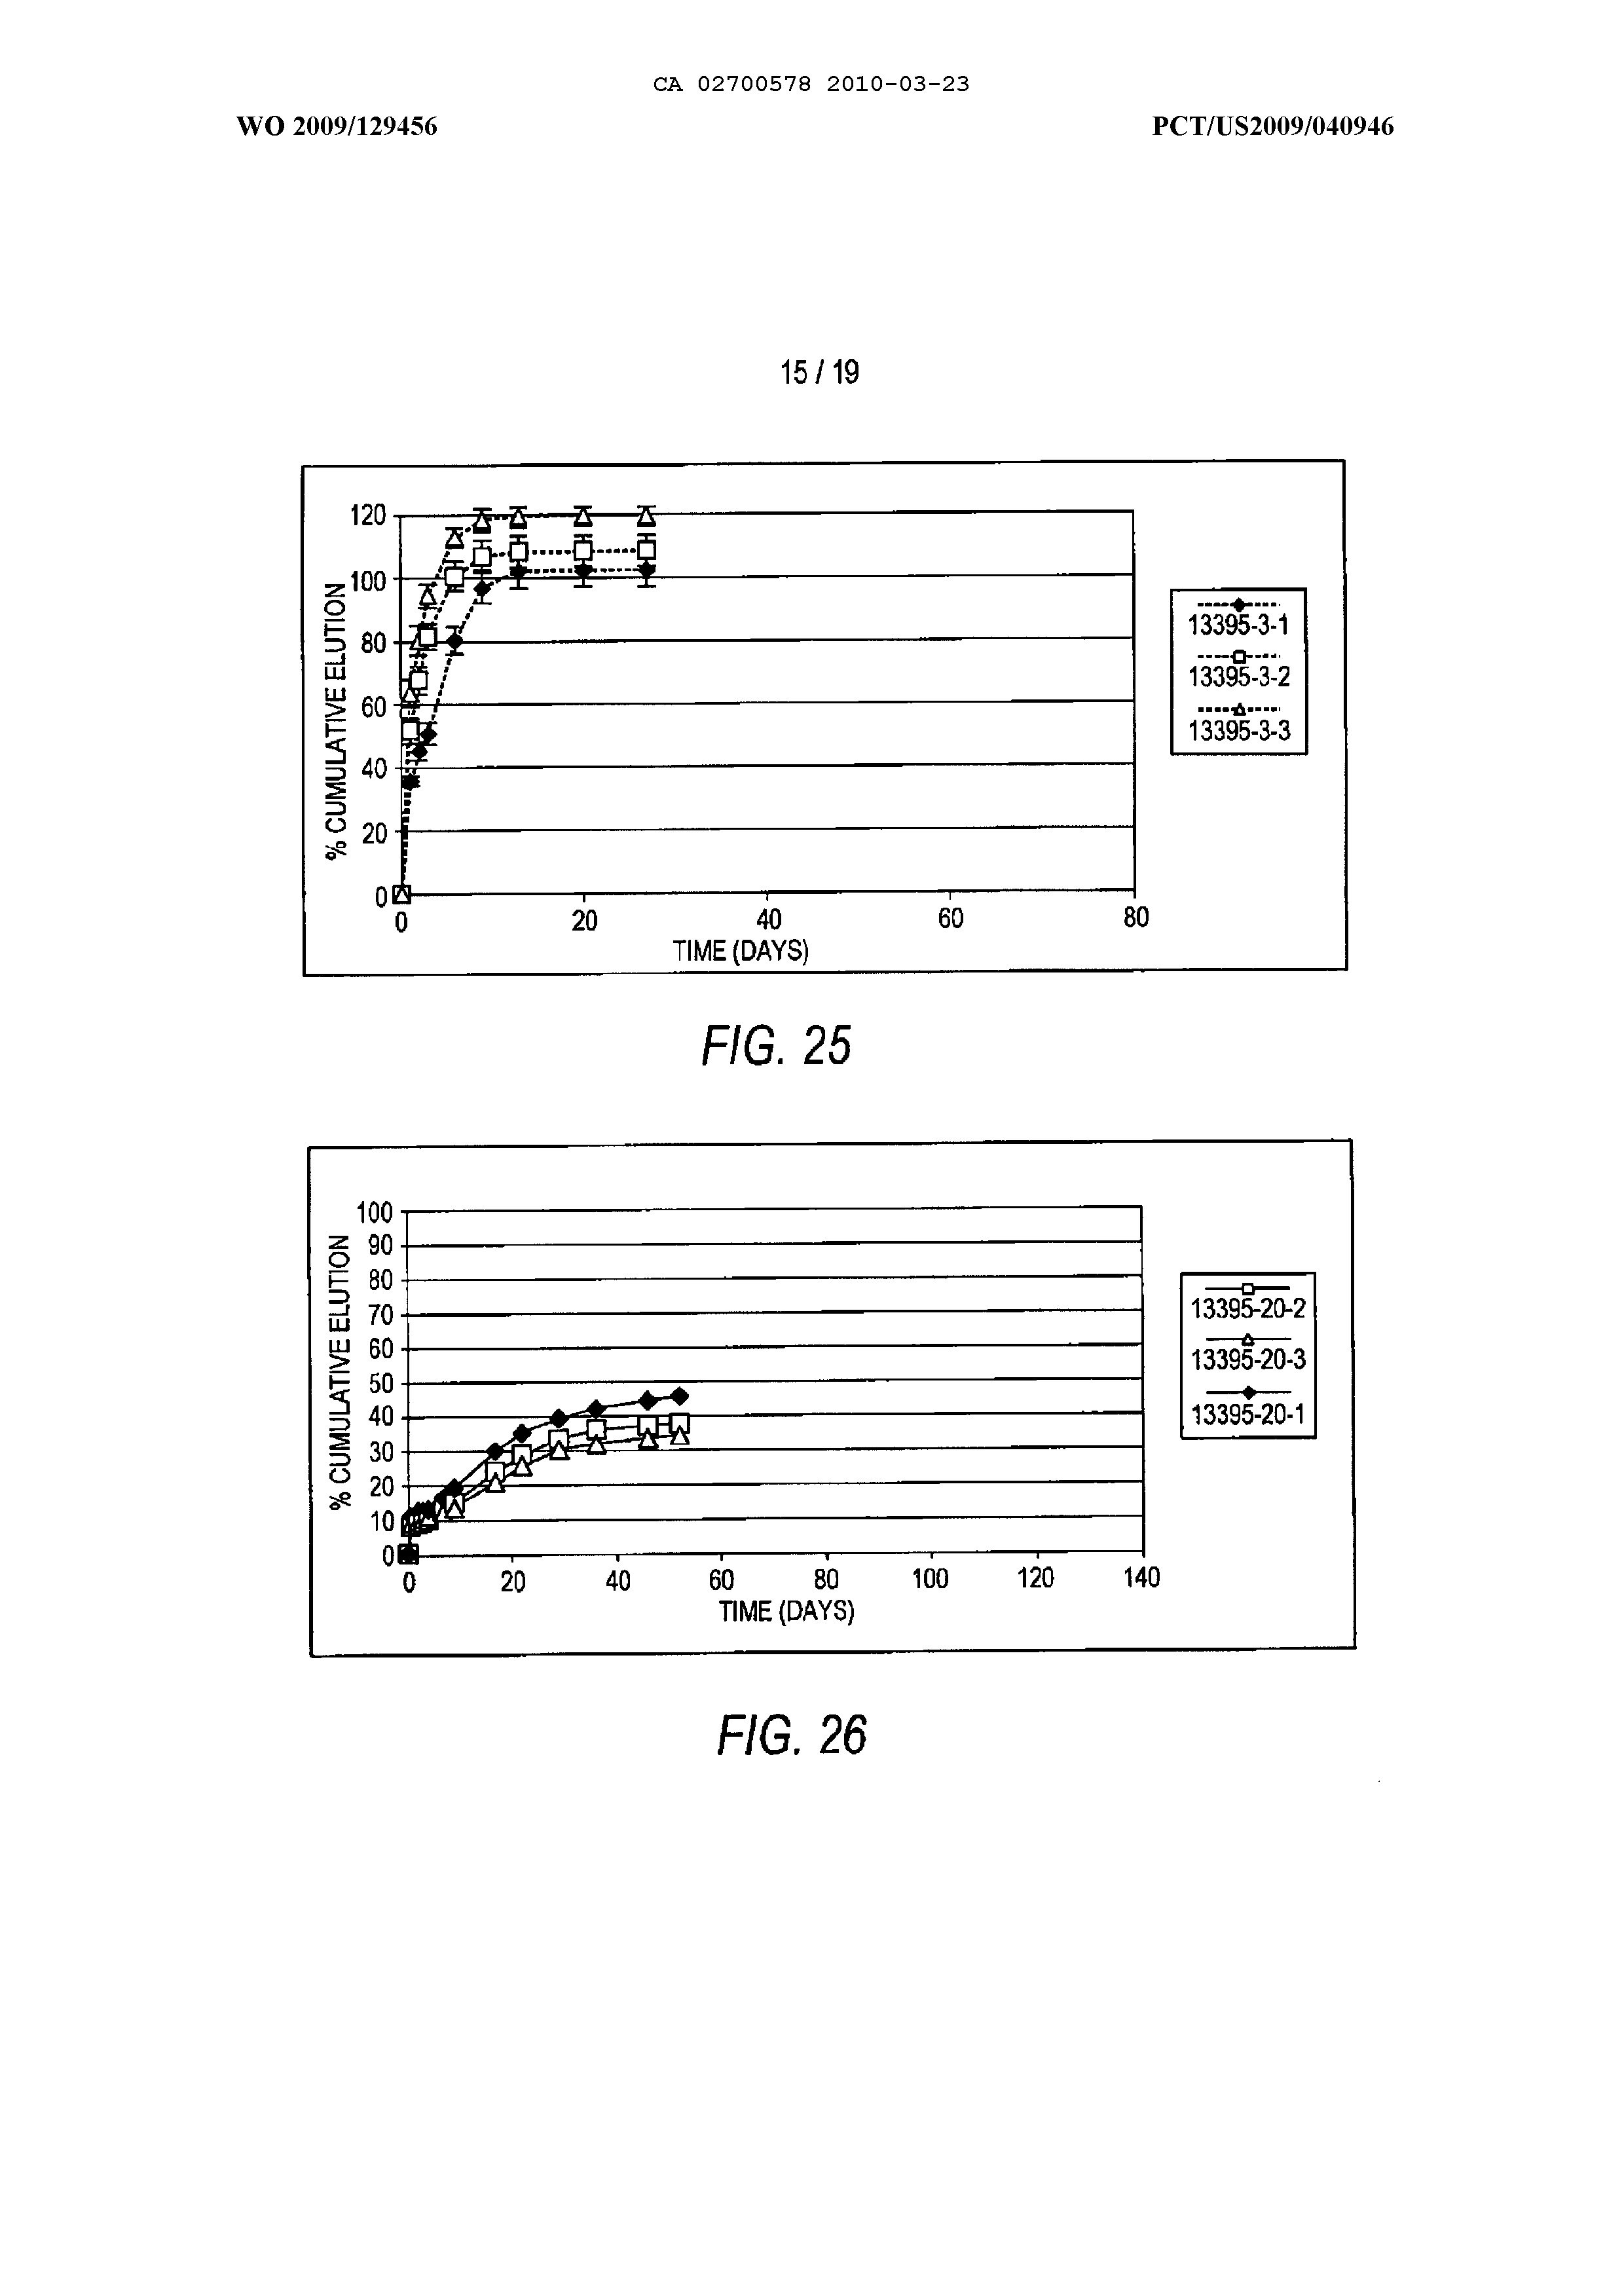 CA 02700578 2010-03-23
WO 2009/129456 PCT/US2009/040946
15 / 19
120
100
80
60
40
20
0
% CUMULATIVE ELUTION
0 20 40 60 80
TIME (DAYS)
13395-3-1
13395-3-2
13395-3-3
FIG. 25
100
90
80
70
60
50
40
30
20
10
0
% CUMULATIVE ELUTION
0 20 40 60 80 100 120 140
TIME (DAYS)
13395-20-2
13395-20-3
13395-20-1
FIG. 26